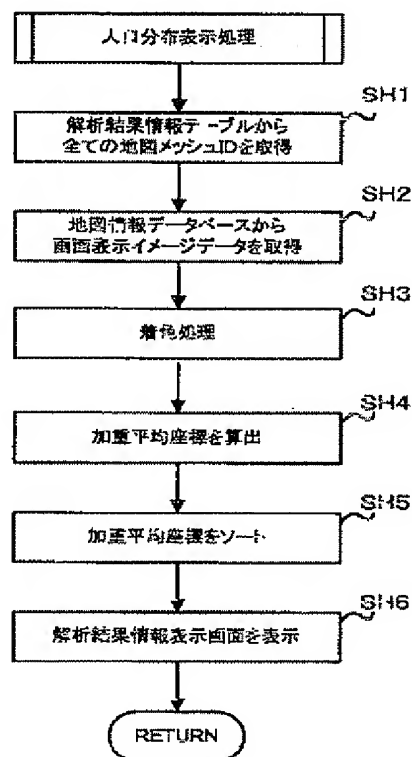 人口分布表示処理
SH1
解析結果情報テーブルから
全ての地図メッシュIDを取得
SH2
地図情報データベースから
画面表示イメージデータを取得
SH3
着色処理
SH4
加重平均座標を算出
SH5
加重平均座標をソート
SH6
解析結果情報表示画面を表示
RETURN